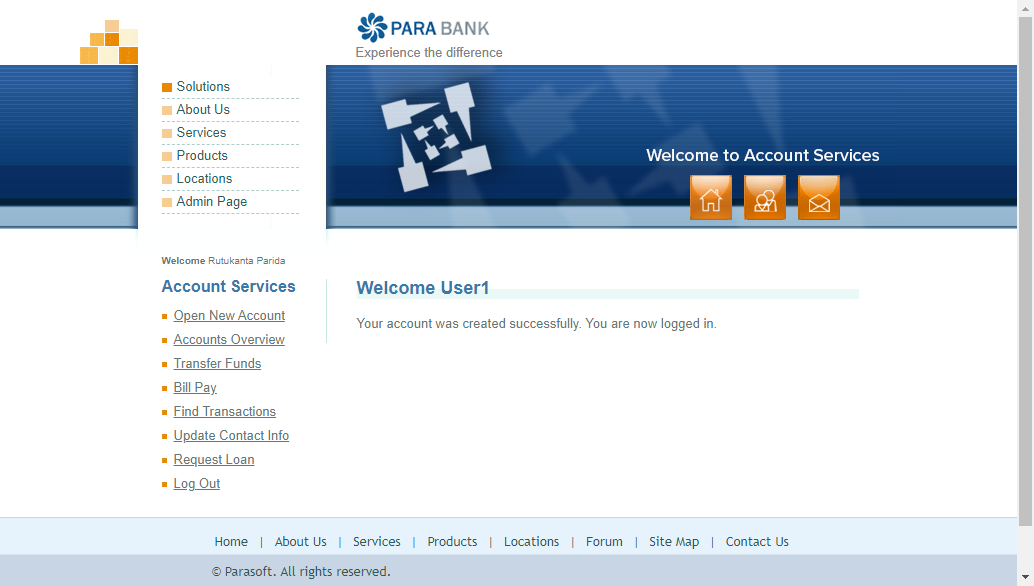 PARA BANK
Experience the difference
Solutions
About Us
Services
Products
Locations
Admin Page
Welcome to Account Services
Welcome Rutukanta Parida
Account Services
Open New Account
Accounts Overview
Transfer Funds
Bill Pay
Find Transactions
Update Contact Info
Request Loan
Log Out
Welcome User1
Your account was created successfully. You are now logged in.
Home | About Us | Services | Products | Locations | Forum | Site Map | Contact Us
© Parasoft. All rights reserved.